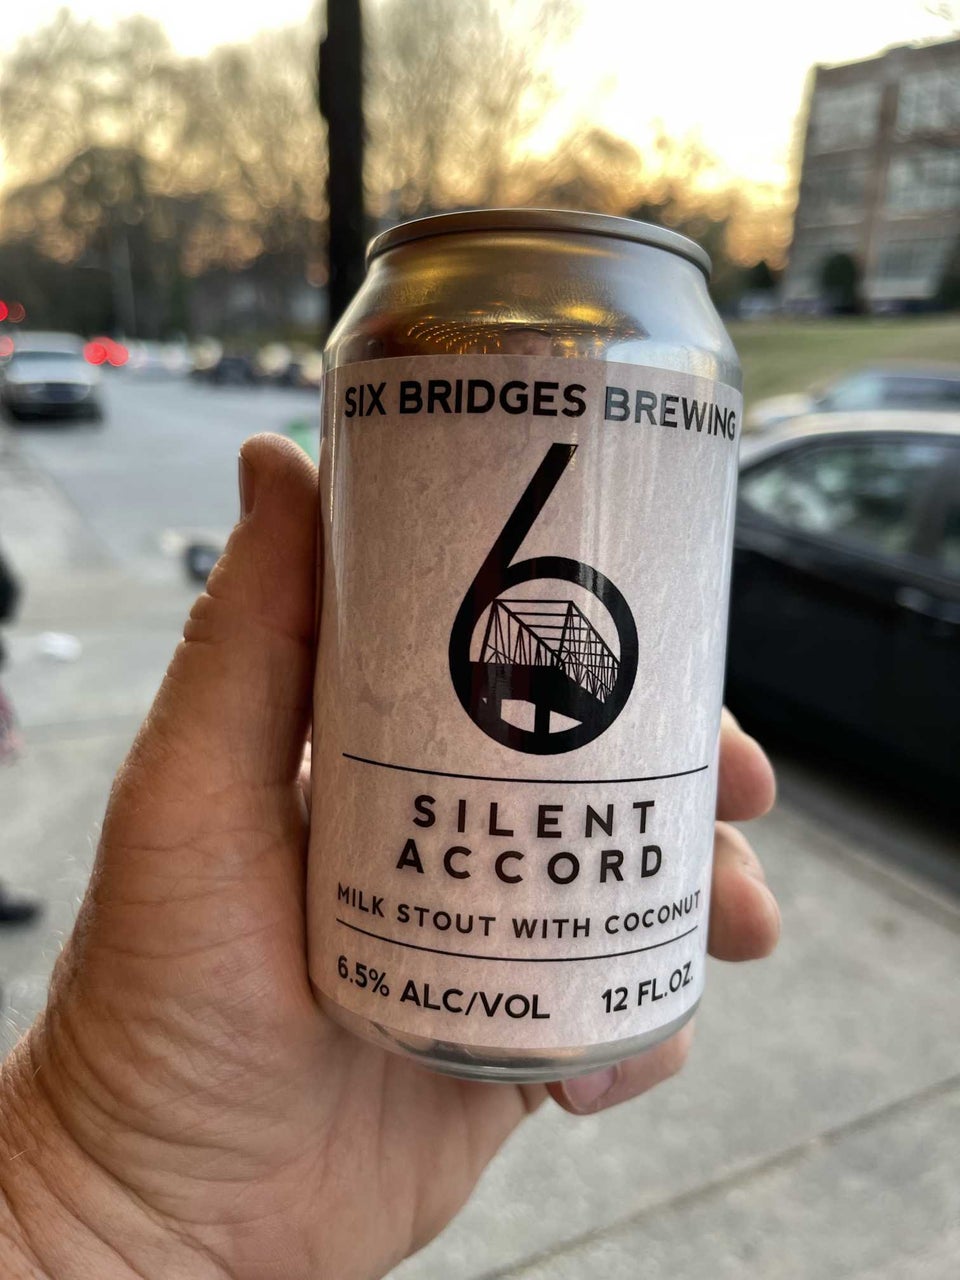 SIX BRIDGES BREWING
6
SILENT
ACCORD
MILK STOUT WITH COCONUT
6.5% ALC/VOL 12 FL.OZ.